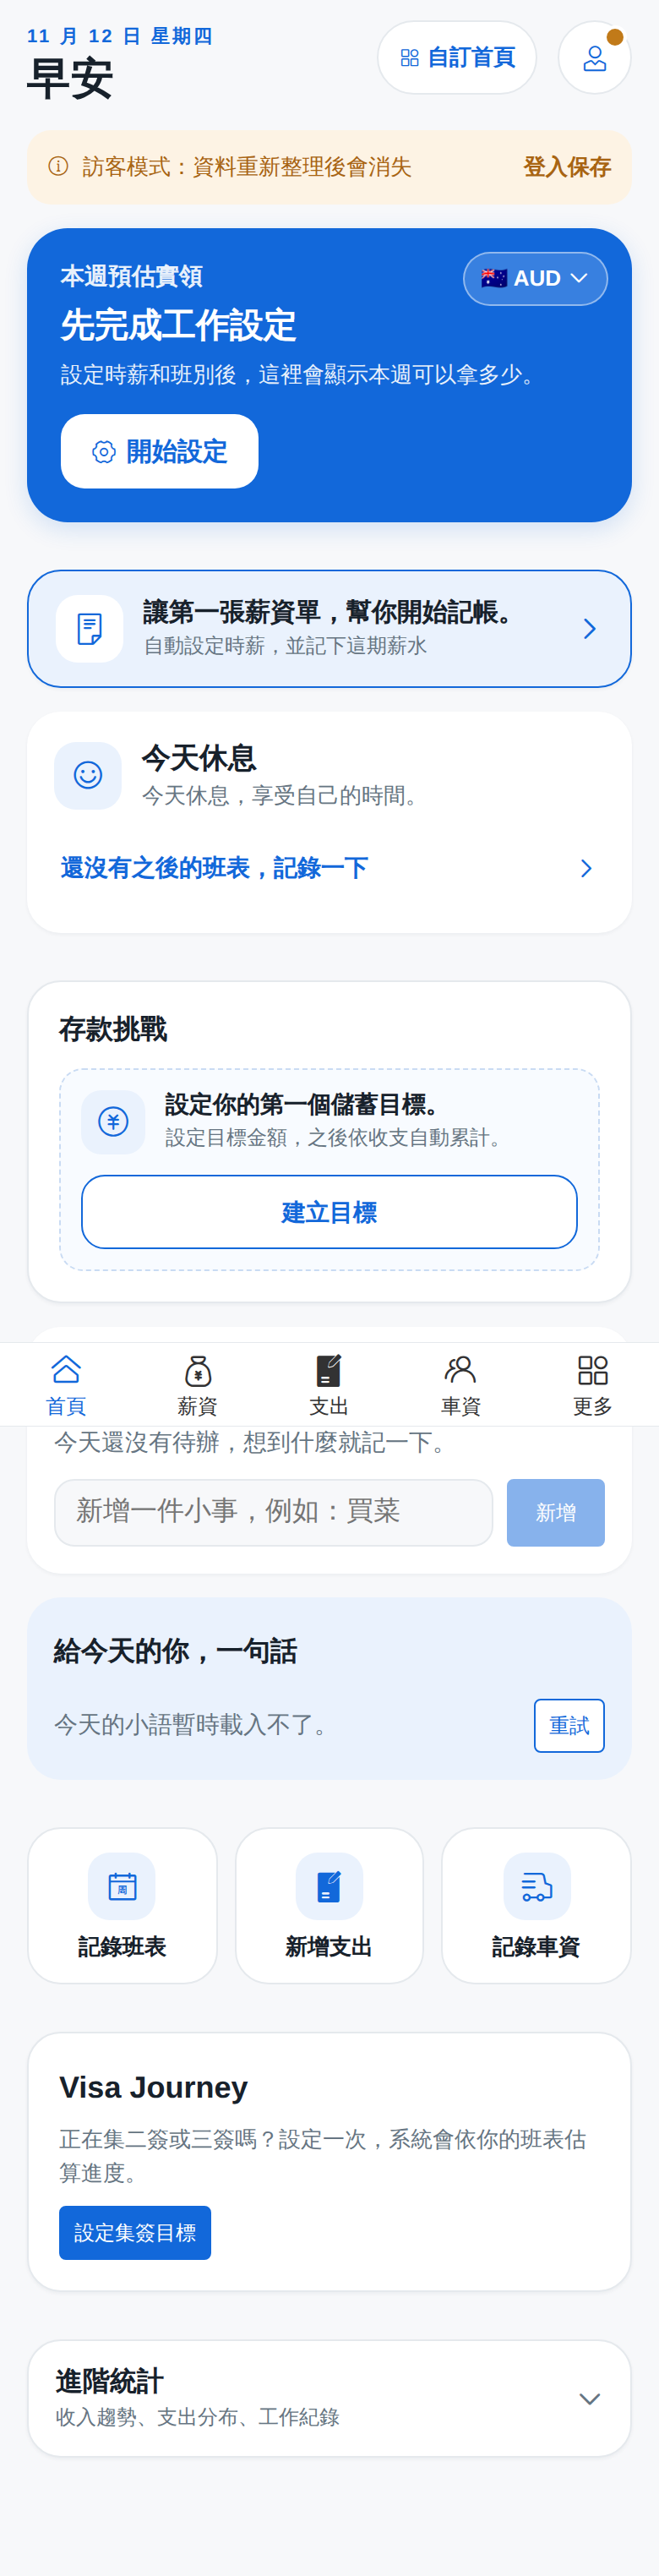 11 月 12 日 星期四
早安
自訂首頁
訪客模式：資料重新整理後會消失
登入保存
本週預估實領
🇦🇺 AUD
先完成工作設定
設定時薪和班別後，這裡會顯示本週可以拿多少。
開始設定
讓第一張薪資單，幫你開始記帳。
自動設定時薪，並記下這期薪水
今天休息
今天休息，享受自己的時間。
還沒有之後的班表，記錄一下
存款挑戰
設定你的第一個儲蓄目標。
設定目標金額，之後依收支自動累計。
建立目標
首頁
薪資
支出
車資
更多
今天還沒有待辦，想到什麼就記一下。
新增一件小事，例如：買菜
新增
給今天的你，一句話
今天的小語暫時載入不了。
重試
周
記錄班表
新增支出
記錄車資
Visa Journey
正在集二簽或三簽嗎？設定一次，系統會依你的班表估
算進度。
設定集簽目標
進階統計
收入趨勢、支出分布、工作紀錄